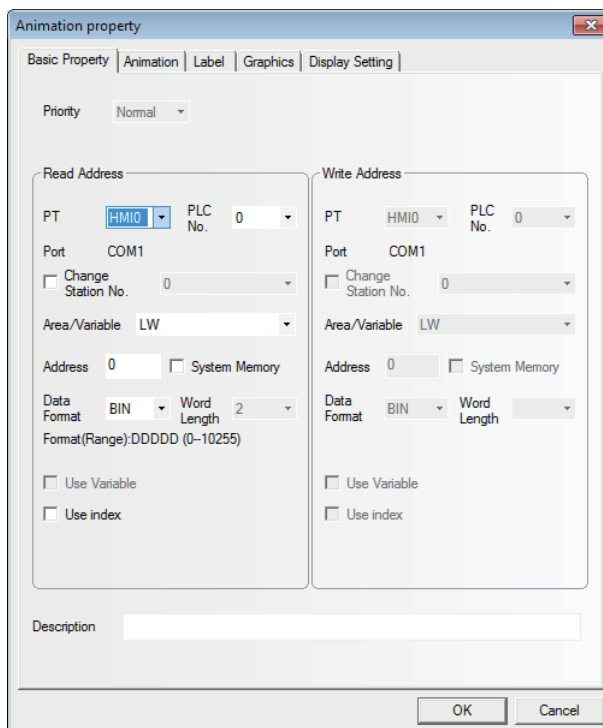 Animation property
Basic Property Animation Label Graphics Display Setting
Priority Normal
Read Address
PT HMI0 PLC No. 0
Port COM1
Change Station No. 0
Area/Variable LW
Address 0 System Memory
Data Format BIN Word Length 2
Format(Range):DDDDD (0--10255)
Use Variable
Use index
Write Address
PT HMI0 PLC No. 0
Port COM1
Change Station No. 0
Area/Variable LW
Address 0 System Memory
Data Format BIN Word Length
Use Variable
Use index
Description
OK Cancel